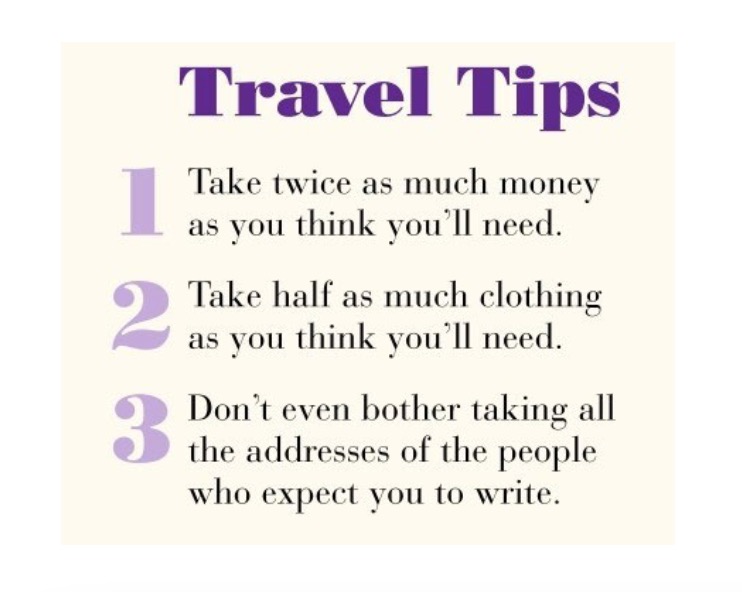 Travel Tips
1 Take twice as much money
as you think you’ll need.
2 Take half as much clothing
as you think you’ll need.
3 Don’t even bother taking all
the addresses of the people
who expect you to write.